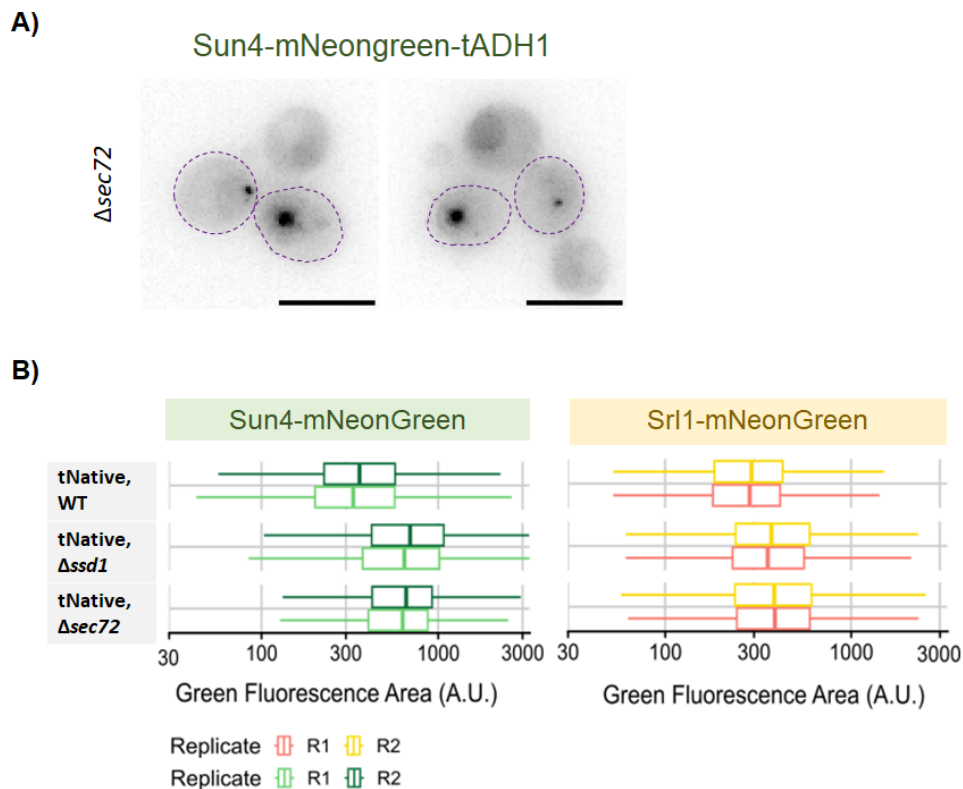 A)
Sun4-mNeongreen-tADH1
Δsec72
B)
Sun4-mNeonGreen
Srl1-mNeonGreen
tNative,
WT
tNative,
Δssd1
tNative,
Δsec72
30 100 300 1000 3000
30 100 300 1000 3000
Green Fluorescence Area (A.U.)
Green Fluorescence Area (A.U.)
Replicate R1 R2
Replicate R1 R2